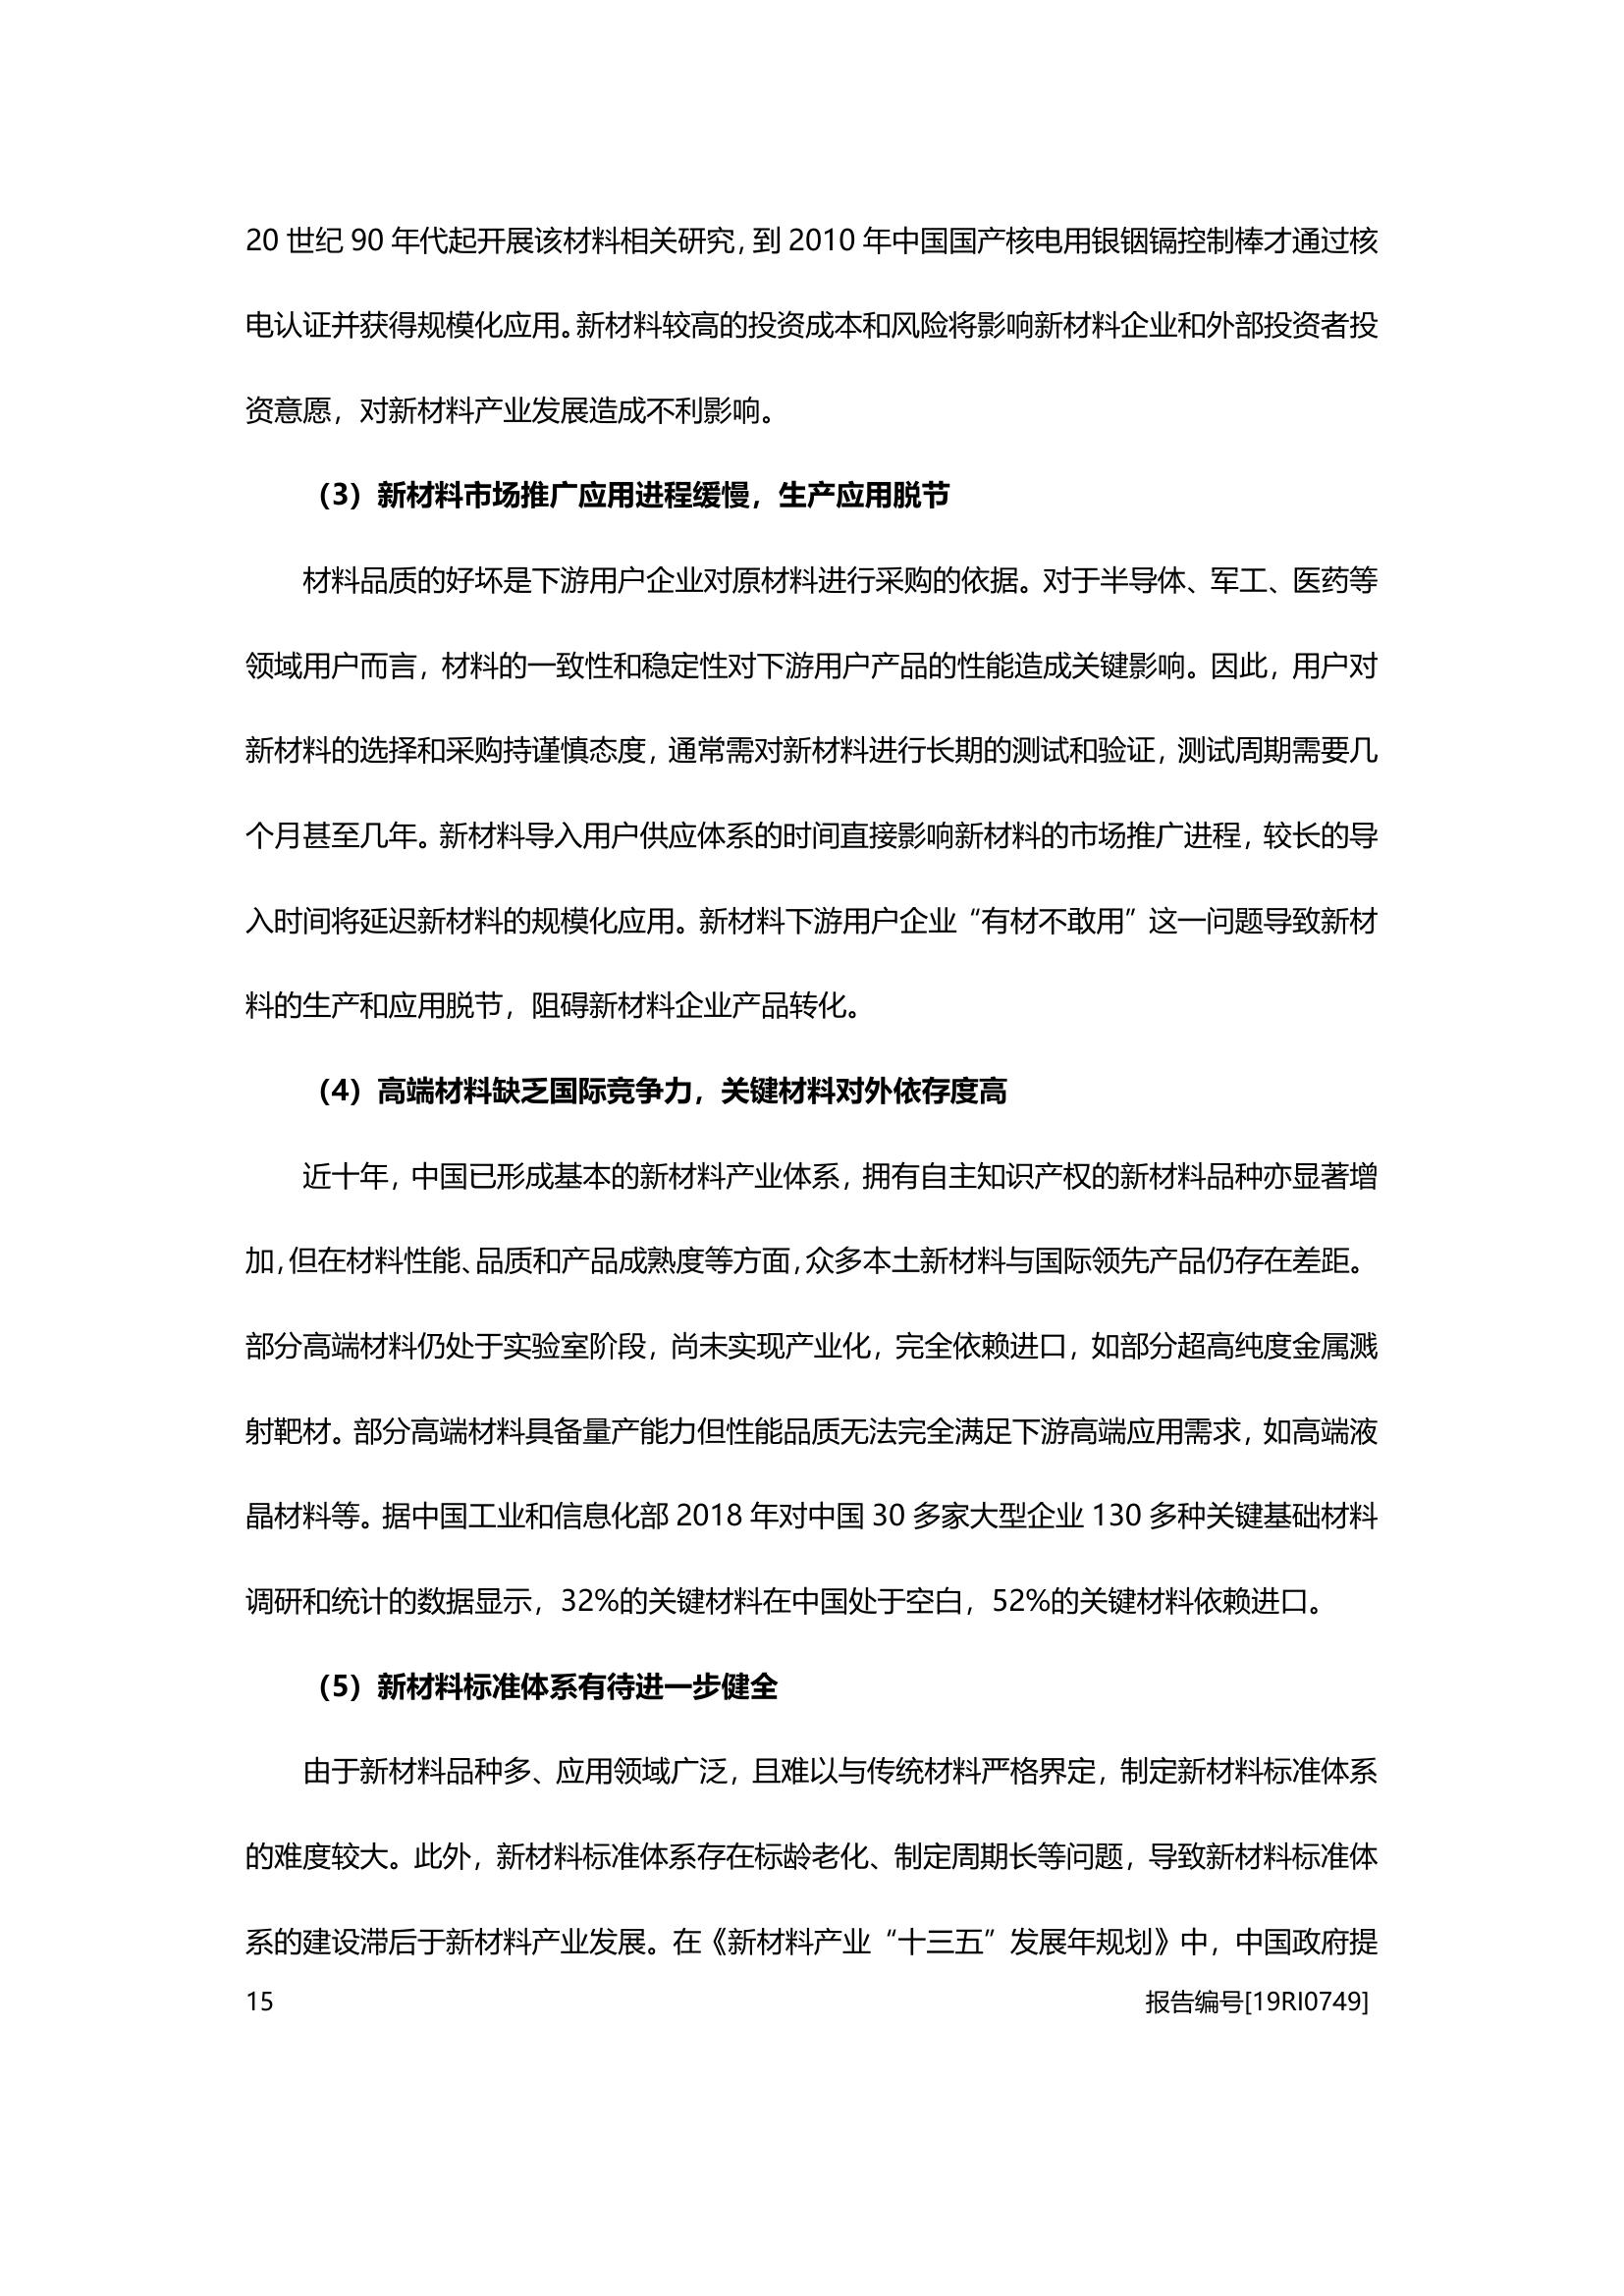 20 世纪 90 年代起开展该材料相关研究，到 2010 年中国国产核电用银铟镉控制棒才通过核
电认证并获得规模化应用。新材料较高的投资成本和风险将影响新材料企业和外部投资者投
资意愿，对新材料产业发展造成不利影响。
（3）新材料市场推广应用进程缓慢，生产应用脱节
材料品质的好坏是下游用户企业对原材料进行采购的依据。对于半导体、军工、医药等
领域用户而言，材料的一致性和稳定性对下游用户产品的性能造成关键影响。因此，用户对
新材料的选择和采购持谨慎态度，通常需对新材料进行长期的测试和验证，测试周期需要几
个月甚至几年。新材料导入用户供应体系的时间直接影响新材料的市场推广进程，较长的导
入时间将延迟新材料的规模化应用。新材料下游用户企业“有材不敢用”这一问题导致新材
料的生产和应用脱节，阻碍新材料企业产品转化。
（4）高端材料缺乏国际竞争力，关键材料对外依存度高
近十年，中国已形成基本的新材料产业体系，拥有自主知识产权的新材料品种亦显著增
加，但在材料性能、品质和产品成熟度等方面，众多本土新材料与国际领先产品仍存在差距。
部分高端材料仍处于实验室阶段，尚未实现产业化，完全依赖进口，如部分超高纯度金属溅
射靶材。部分高端材料具备量产能力但性能品质无法完全满足下游高端应用需求，如高端液
晶材料等。据中国工业和信息化部 2018 年对中国 30 多家大型企业 130 多种关键基础材料
调研和统计的数据显示，32%的关键材料在中国处于空白，52%的关键材料依赖进口。
（5）新材料标准体系有待进一步健全
由于新材料品种多、应用领域广泛，且难以与传统材料严格界定，制定新材料标准体系
的难度较大。此外，新材料标准体系存在标龄老化、制定周期长等问题，导致新材料标准体
系的建设滞后于新材料产业发展。在《新材料产业“十三五”发展年规划》中，中国政府提
15 报告编号[19RI0749]